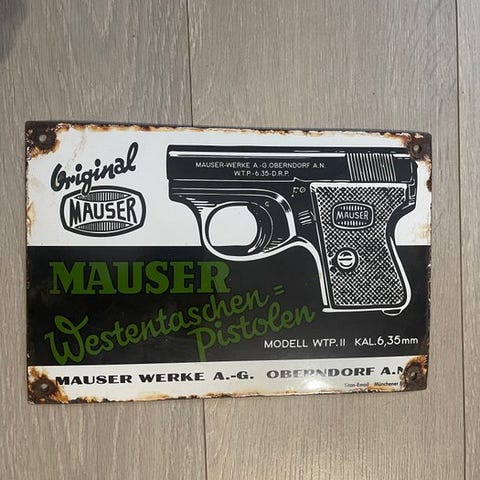 Original
MAUSER
MAUSER-WERKE A.-G. OBERNDORF A.N.
W.T.P.-6.35-D.R.P.
MAUSER
MAUSER
Westentaschen=
Pistolen
MODELL WTP. II KAL. 6,35mm
MAUSER WERKE A.-G. OBERNDORF A.N
Münchener